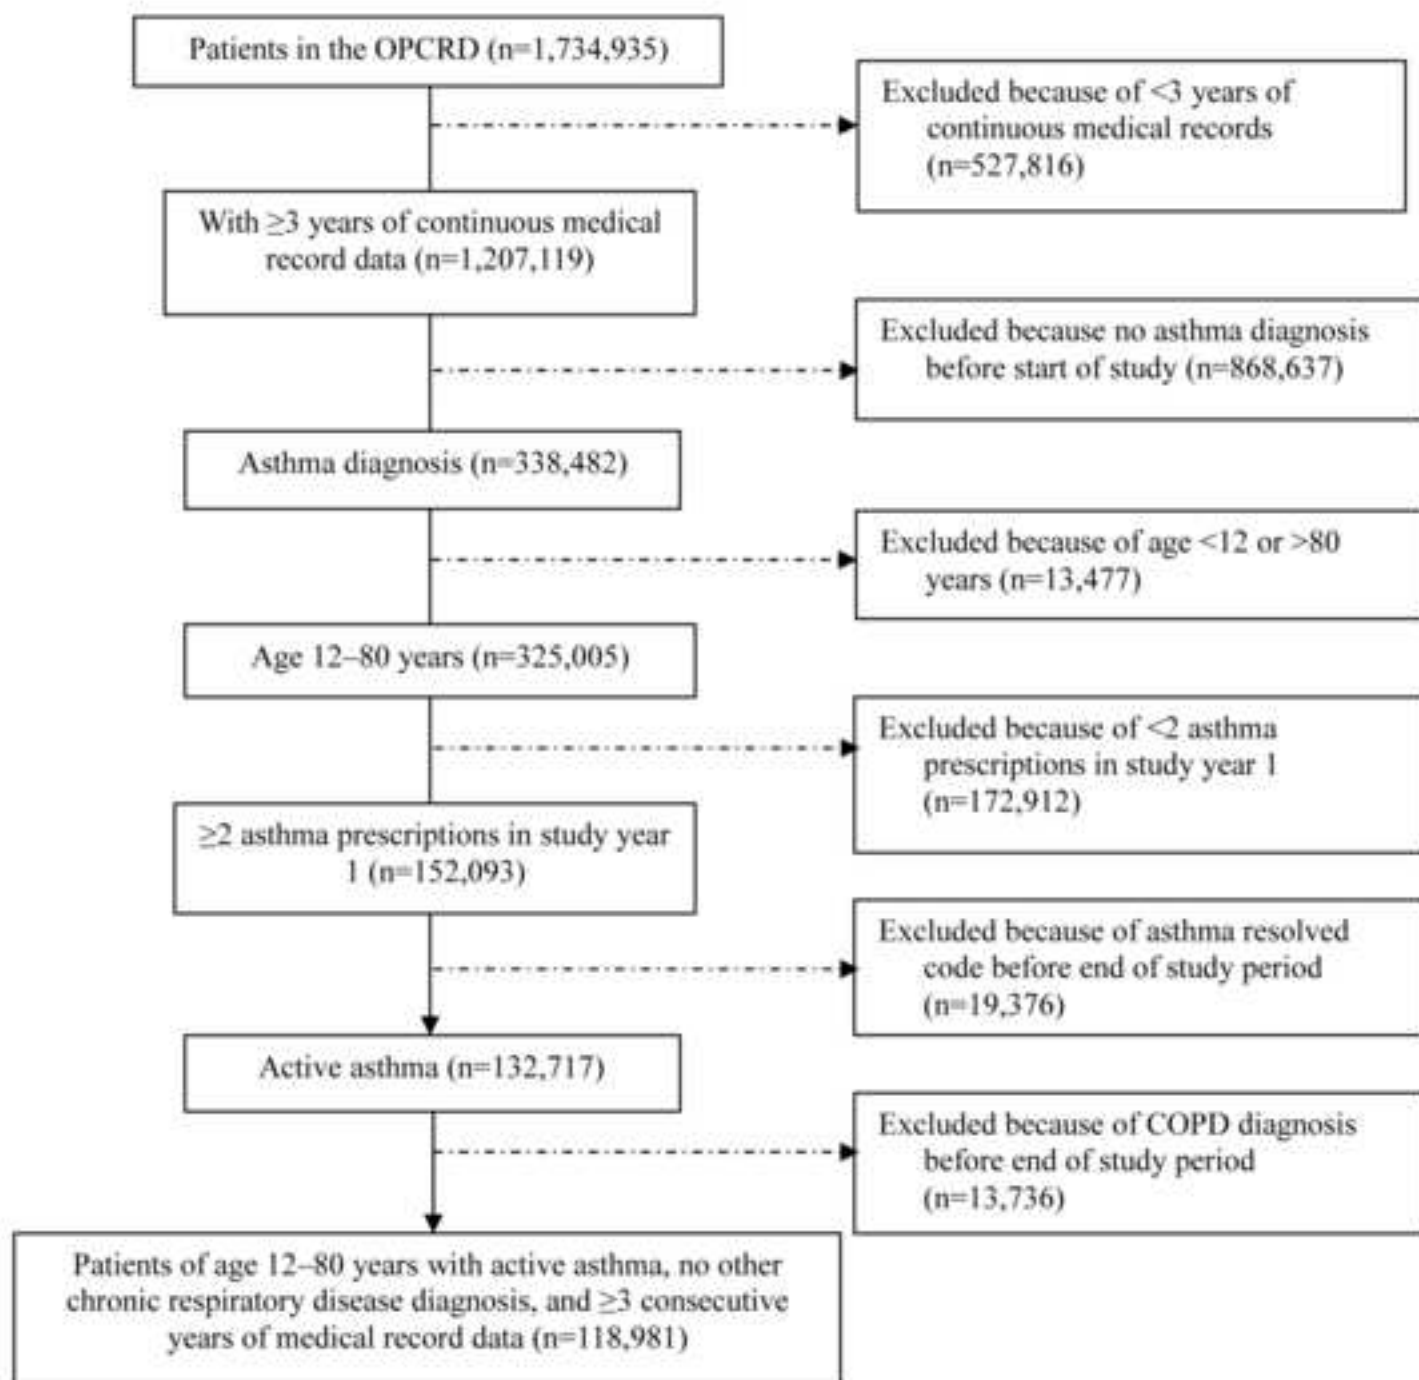 Patients in the OPCRD (n=1,734,935)
Excluded because of <3 years of
continuous medical records
(n=527,816)
With ≥3 years of continuous medical
record data (n=1,207,119)
Excluded because no asthma diagnosis
before start of study (n=868,637)
Asthma diagnosis (n=338,482)
Excluded because of age <12 or >80
years (n=13,477)
Age 12–80 years (n=325,005)
Excluded because of <2 asthma
prescriptions in study year 1
(n=172,912)
≥2 asthma prescriptions in study year
1 (n=152,093)
Excluded because of asthma resolved
code before end of study period
(n=19,376)
Active asthma (n=132,717)
Excluded because of COPD diagnosis
before end of study period
(n=13,736)
Patients of age 12–80 years with active asthma, no other
chronic respiratory disease diagnosis, and ≥3 consecutive
years of medical record data (n=118,981)